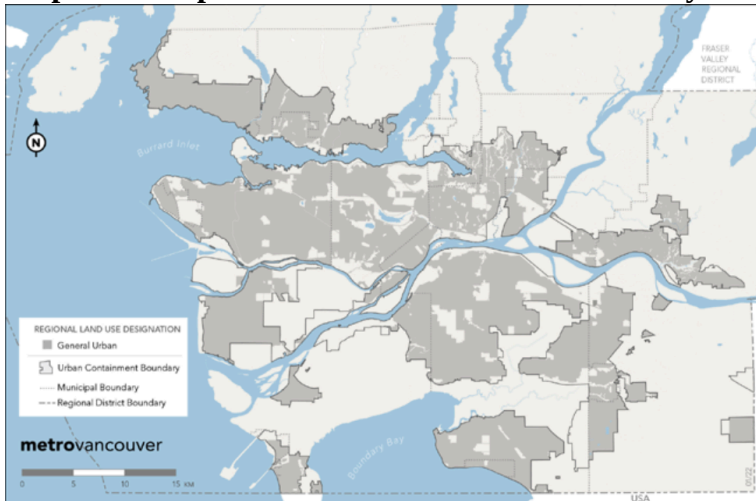 FRASER
VALLEY
REGIONAL
DISTRICT
N
Burrard Inlet
REGIONAL LAND USE DESIGNATION
General Urban
Urban Containment Boundary
Municipal Boundary
Regional District Boundary
metrovancouver
0 5 10 15 KM
Boundary Bay
USA